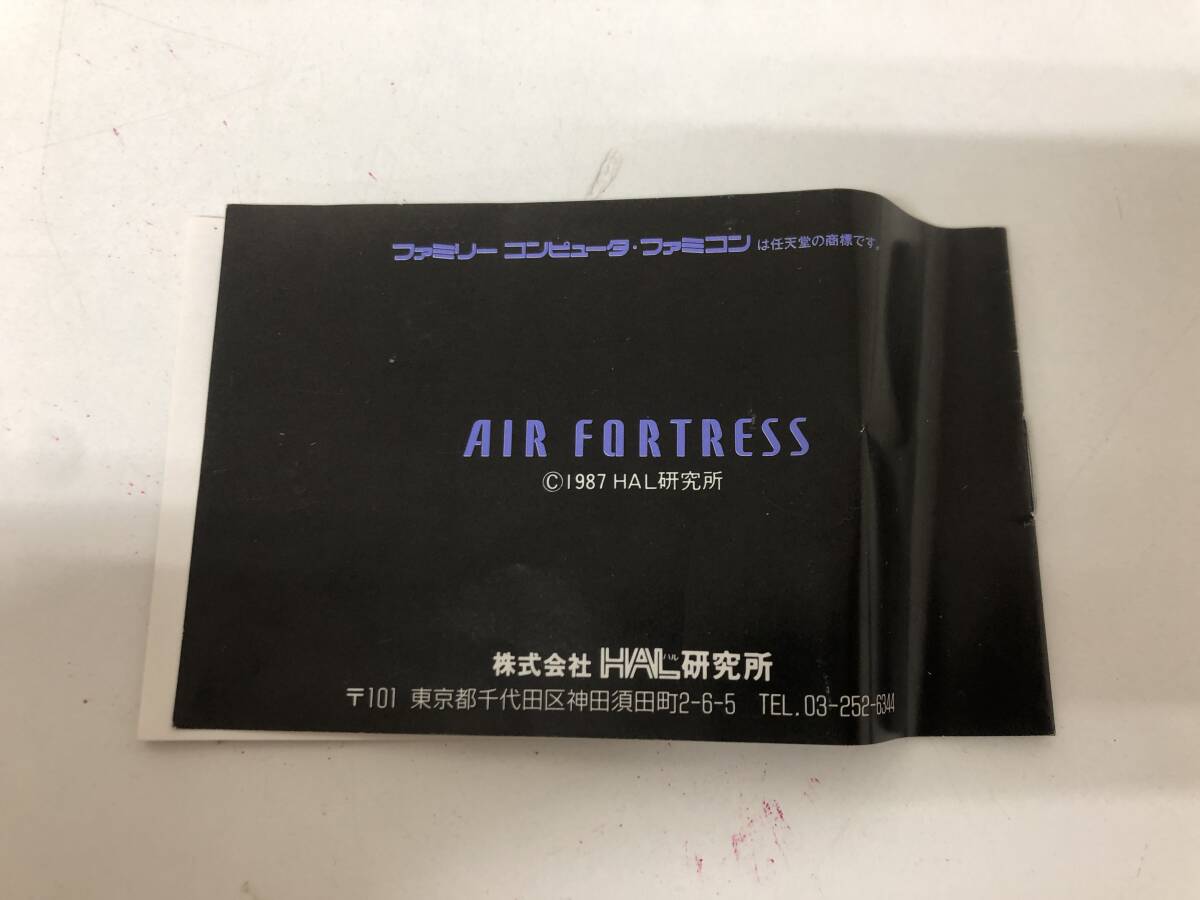 ファミリーコンピュータ・ファミコンは任天堂の商標です。
AIR FORTRESS
©1987 HAL研究所
株式会社HALハル研究所
〒101 東京都千代田区神田須田町2-6-5 TEL.03-252-6344